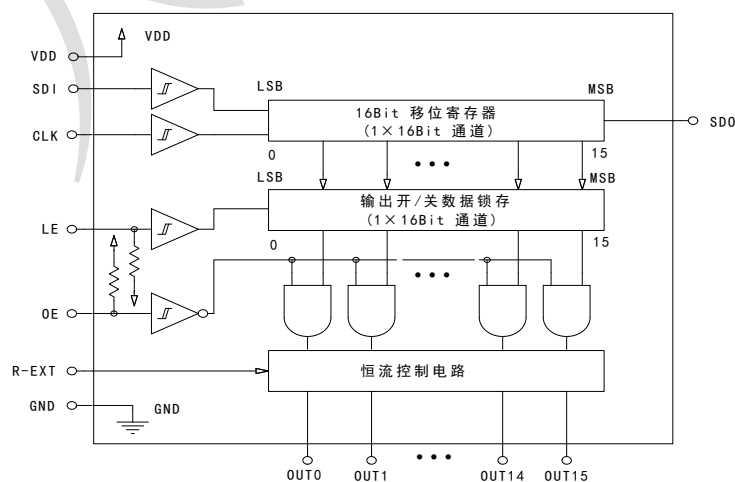 VDD
VDD
SDI
LSB
MSB
16Bit 移位寄存器
(1×16Bit 通道)
SDO
CLK
0
•••
15
LSB
MSB
输出开/关数据锁存
(1×16Bit 通道)
LE
0
15
•••
OE
R-EXT
恒流控制电路
GND
GND
•••
OUT0
OUT1
OUT14
OUT15